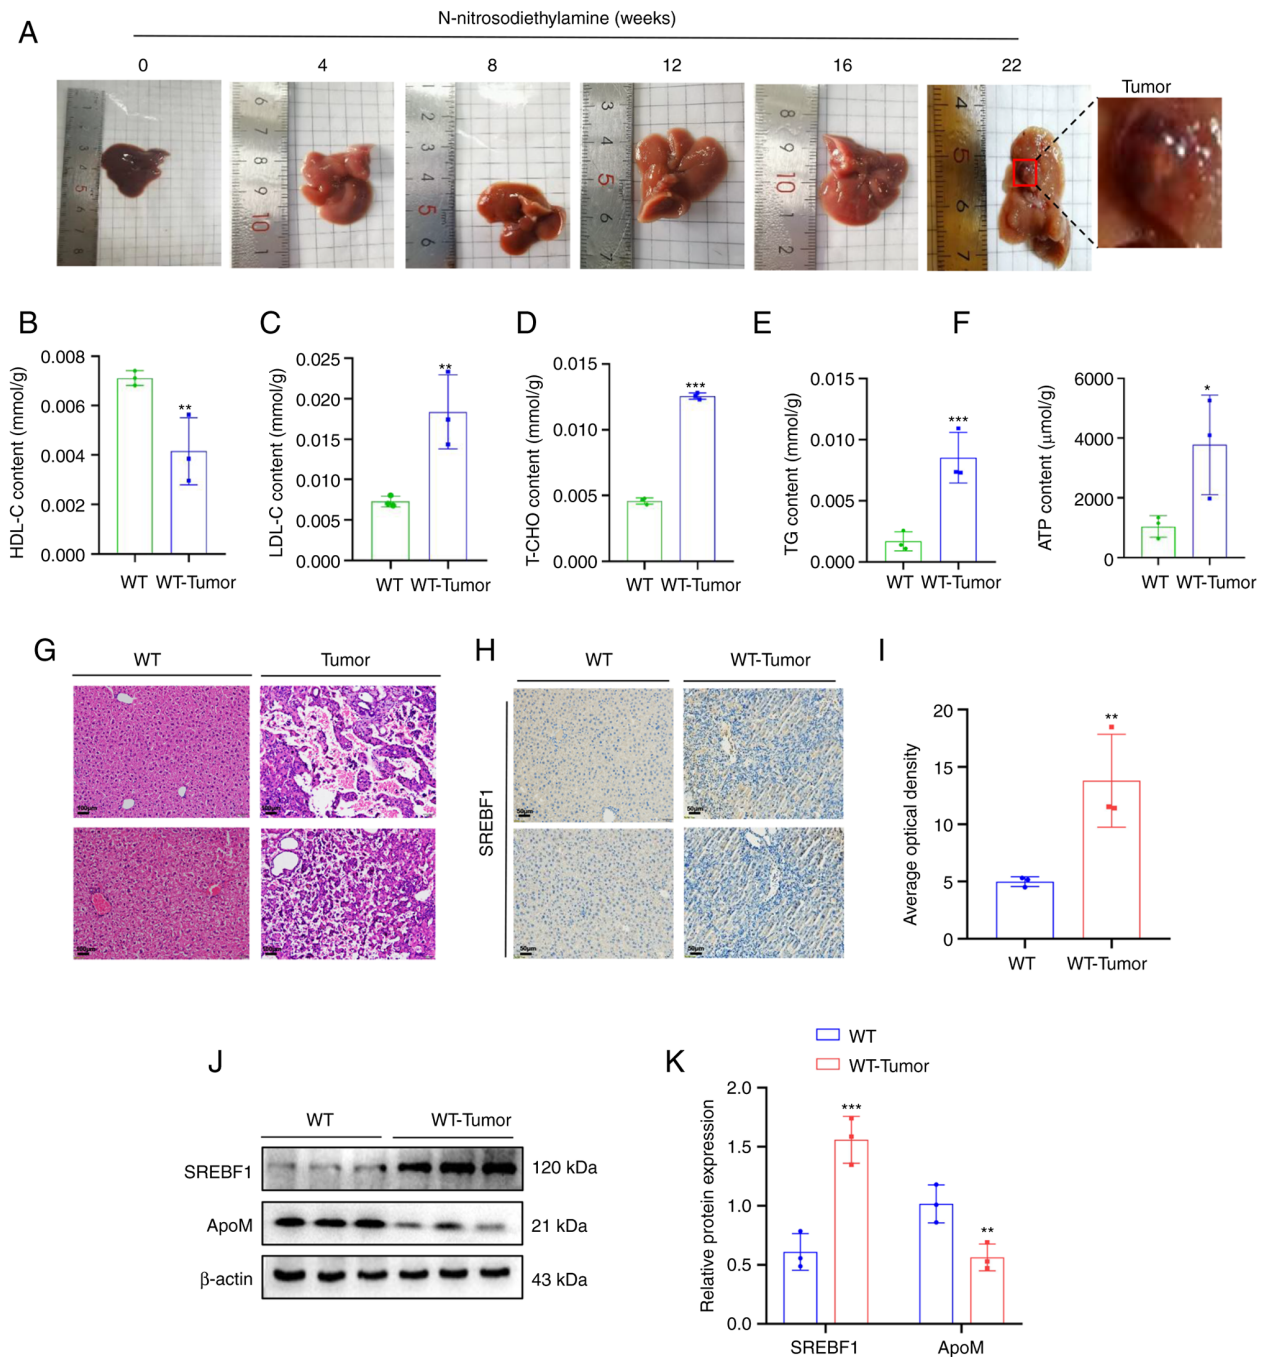 A
N-nitrosodiethylamine (weeks)
0 4 8 12 16 22
Tumor
B
HDL-C content (mmol/g)
0.008
0.006
0.004
0.002
0.000
**
WT WT-Tumor
C
LDL-C content (mmol/g)
0.025
0.020
0.015
0.010
0.005
0.000
**
WT WT-Tumor
D
T-CHO content (mmol/g)
0.015
0.010
0.005
0.000
***
WT WT-Tumor
E
TG content (mmol/g)
0.015
0.010
0.005
0.000
***
WT WT-Tumor
F
ATP content (μmol/g)
6000
4000
2000
0
*
WT WT-Tumor
G
WT Tumor
100μm
H
WT WT-Tumor
SREBF1
50μm
50μm
50μm
50μm
I
Average optical density
20
15
10
5
0
**
WT WT-Tumor
J
WT WT-Tumor
SREBF1 120 kDa
ApoM 21 kDa
β-actin 43 kDa
K
WT
WT-Tumor
Relative protein expression
2.0
1.5
1.0
0.5
0.0
***
**
SREBF1 ApoM